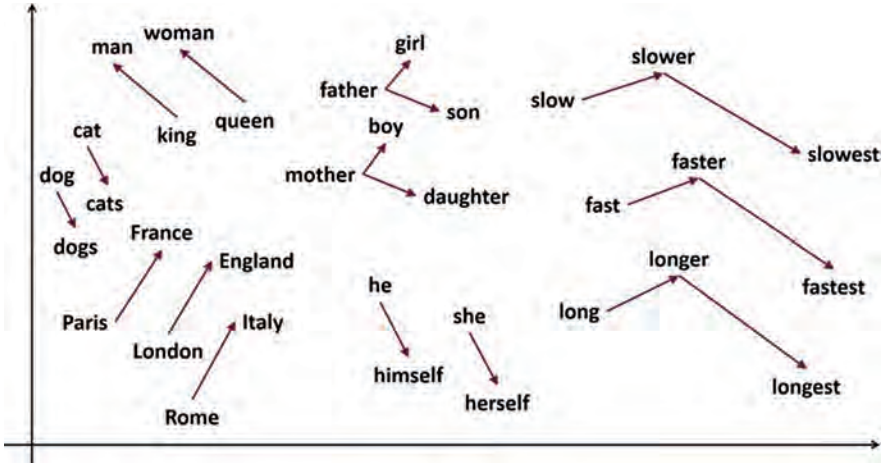 man
woman
girl
slower
father
slow
son
king
queen
boy
cat
slowest
faster
dog
mother
daughter
cats
fast
France
dogs
England
longer
he
fastest
Paris
Italy
she
long
London
himself
longest
herself
Rome